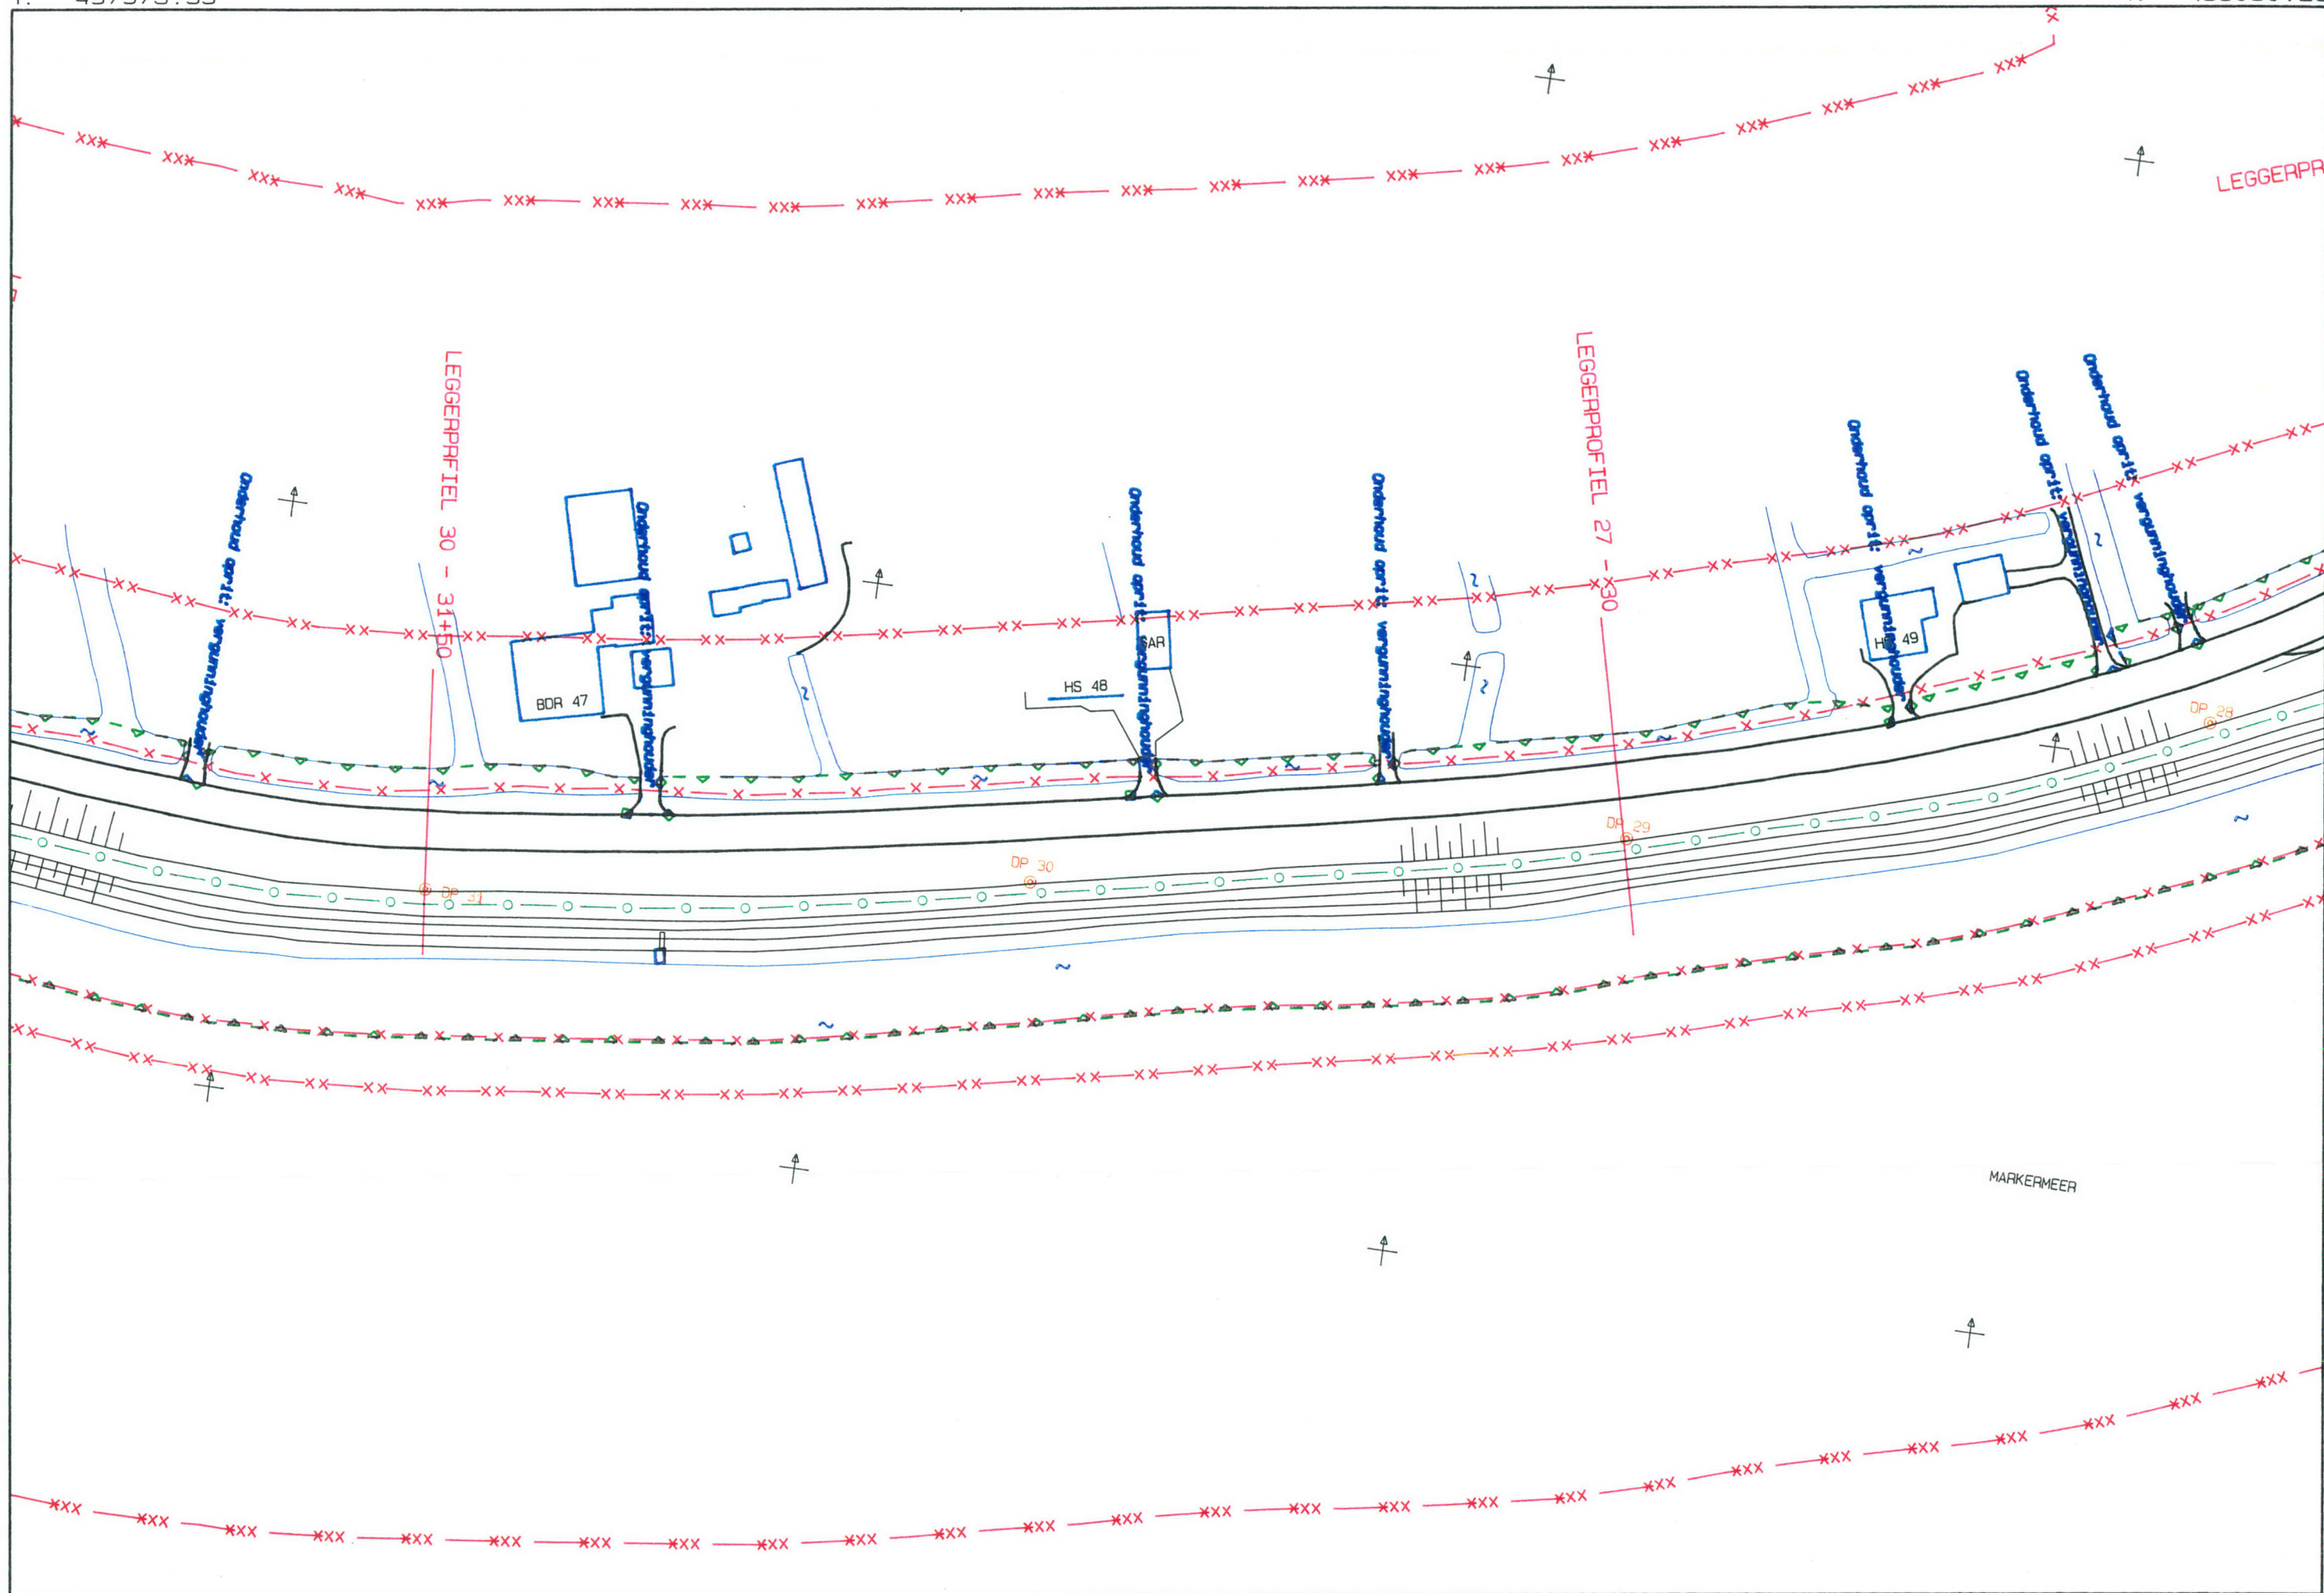 LEGGERPR
LEGGERPRFIEL 30 - 31+50
LEGGERPROFIEL 27 - 30
Onderhoud oprit: vergunninghouder
Onderhoud oprit: vergunninghouder
Onderhoud oprit: vergunninghouder
Onderhoud oprit: vergunninghouder
Onderhoud oprit: vergunninghouder
Onderhoud oprit: vergunninghouder
Onderhoud oprit: vergunninghouder
BDR 47
HS 48
GAR
49
DP 28
DP 29
DP 30
DP 31
MARKERMEER